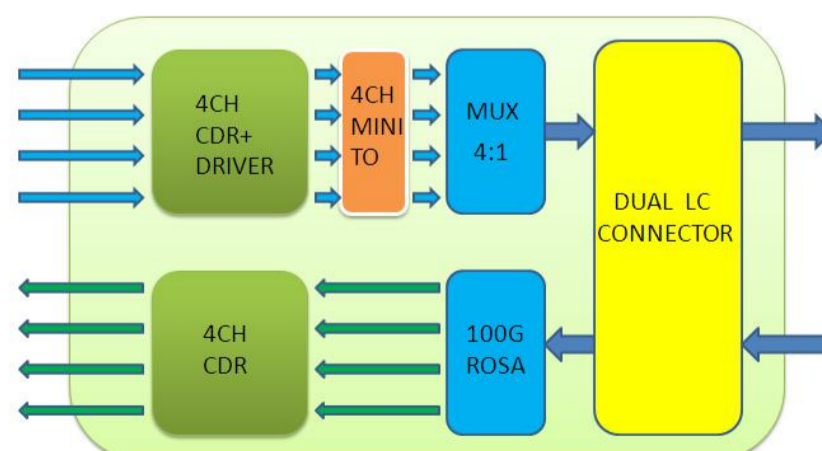 4CH
CDR+
DRIVER
4CH
MINI
TO
MUX
4:1
DUAL LC
CONNECTOR
4CH
CDR
100G
ROSA